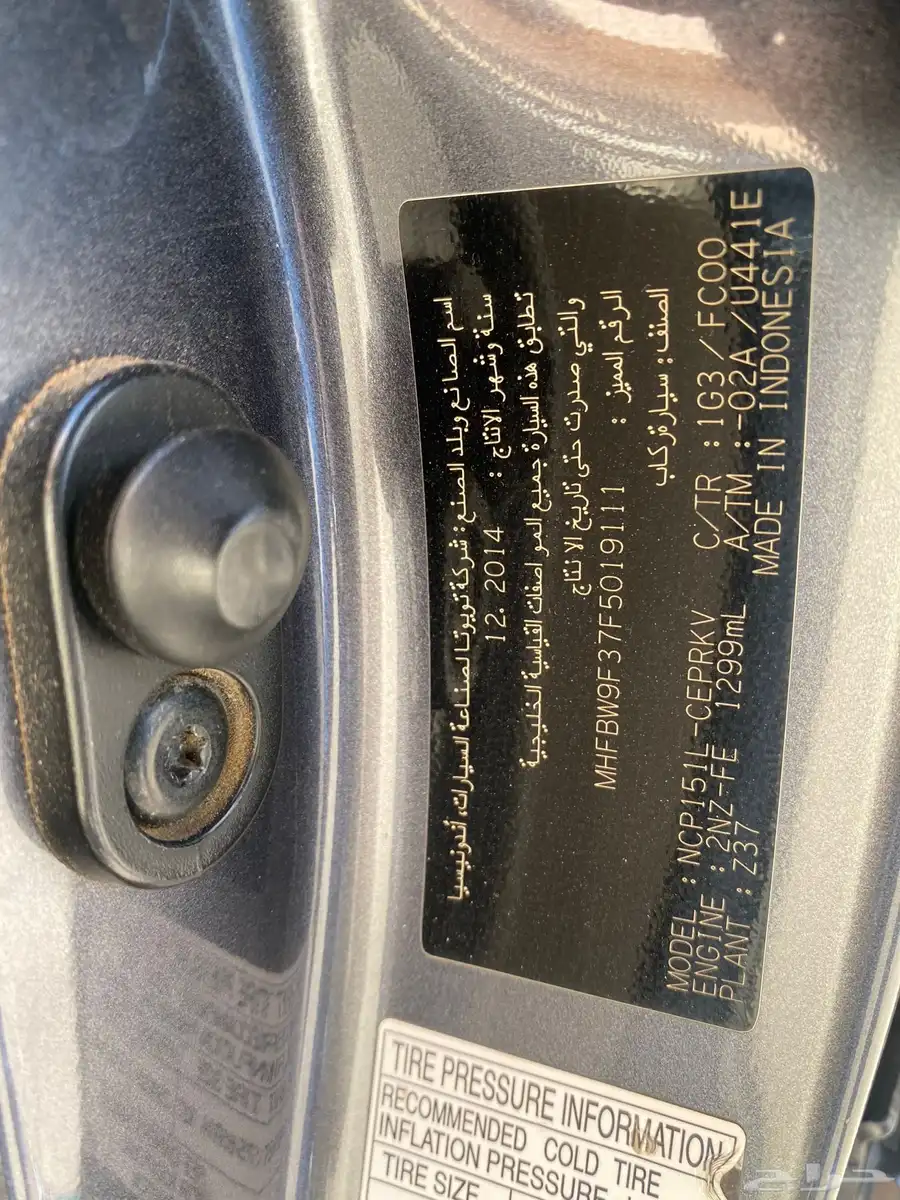 اسم الصانع وبلد الصنع : شركة تويوتا لصناعة السيارات، أندونيسيا
سنة وشهر الانتاج : 12. 2014
تطابق هذه السيارة جميع المواصفات القياسية الخليجية
والتي صدرت حتى تاريخ الانتاج
الرقم المميز : MHFBW9F37F5019111
الصنف : سيارة ركاب
MODEL : NCP151L-CEPRKV C/TR : 1G3 / FC00
ENGINE : 2NZ-FE 1299mL A/TM : -02A / U441E
PLANT : Z37 MADE IN INDONESIA
TIRE PRESSURE INFORMATION
RECOMMENDED COLD TIRE
INFLATION PRESSURE
TIRE SIZE
حراج